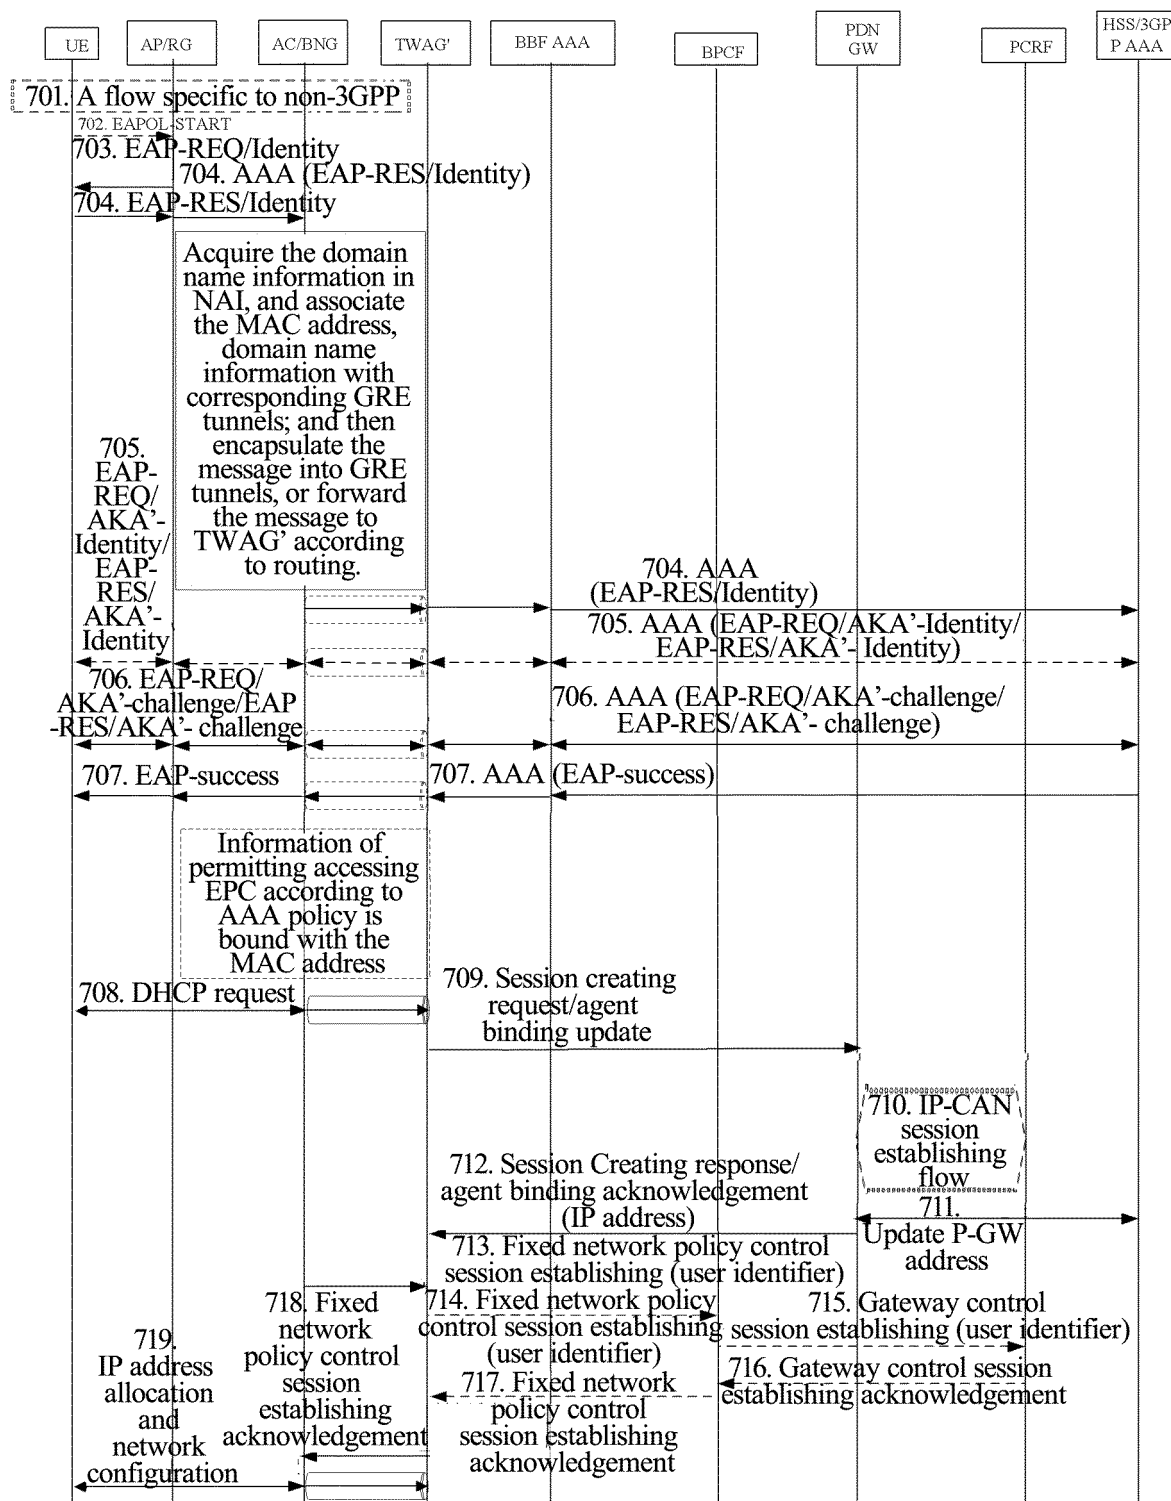 UE
AP/RG
AC/BNG
TWAG'
BBF AAA
BPCF
PDN
GW
PCRF
HSS/3GP
P AAA
701. A flow specific to non-3GPP
702. EAPOL-START
703. EAP-REQ/Identity
704. AAA (EAP-RES/Identity)
704. EAP-RES/Identity
Acquire the domain
name information in
NAI, and associate
the MAC address,
domain name
information with
corresponding GRE
tunnels; and then
encapsulate the
message into GRE
tunnels, or forward
the message to
TWAG’ according
to routing.
705.
EAP-
REQ/
AKA’-
Identity/
EAP-
RES/
AKA’-
Identity
704. AAA
(EAP-RES/Identity)
705. AAA (EAP-REQ/AKA’-Identity/
EAP-RES/AKA’- Identity)
706. EAP-REQ/
AKA’-challenge/EAP
-RES/AKA’- challenge
706. AAA (EAP-REQ/AKA’-challenge/
EAP-RES/AKA’- challenge)
707. EAP-success
707. AAA (EAP-success)
Information of
permitting accessing
EPC according to
AAA policy is
bound with the
MAC address
708. DHCP request
709. Session creating
request/agent
binding update
710. IP-CAN
session
establishing
flow
711.
Update P-GW
address
712. Session Creating response/
agent binding acknowledgement
(IP address)
713. Fixed network policy control
session establishing (user identifier)
714. Fixed network policy
control session establishing
(user identifier)
715. Gateway control
session establishing (user identifier)
716. Gateway control session
establishing acknowledgement
717. Fixed network
policy control
session establishing
acknowledgement
718. Fixed
network
policy control
session
establishing
acknowledgement
719.
IP address
allocation
and
network
configuration